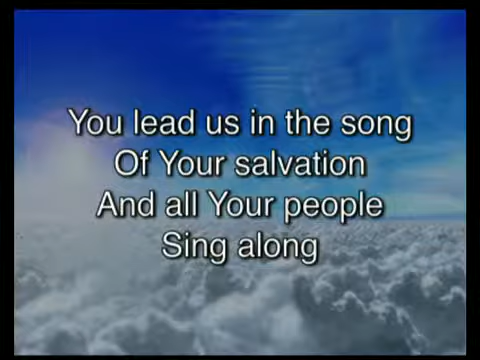 You lead us in the song
Of Your salvation
And all Your people
Sing along